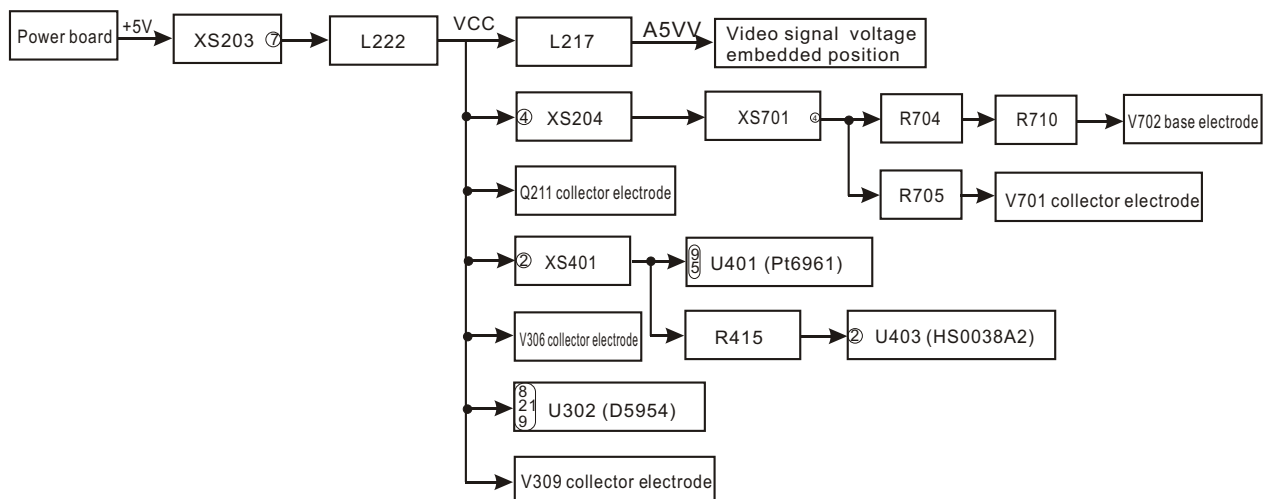 Power board
+5V
XS203 ⑦
L222
VCC
L217
A5VV
Video signal voltage
embedded position
④ XS204
XS701 ④
R704
R710
V702 base electrode
R705
V701 collector electrode
Q211 collector electrode
② XS401
9
5
U401 (Pt6961)
R415
② U403 (HS0038A2)
V306 collector electrode
8
21
9
U302 (D5954)
V309 collector electrode